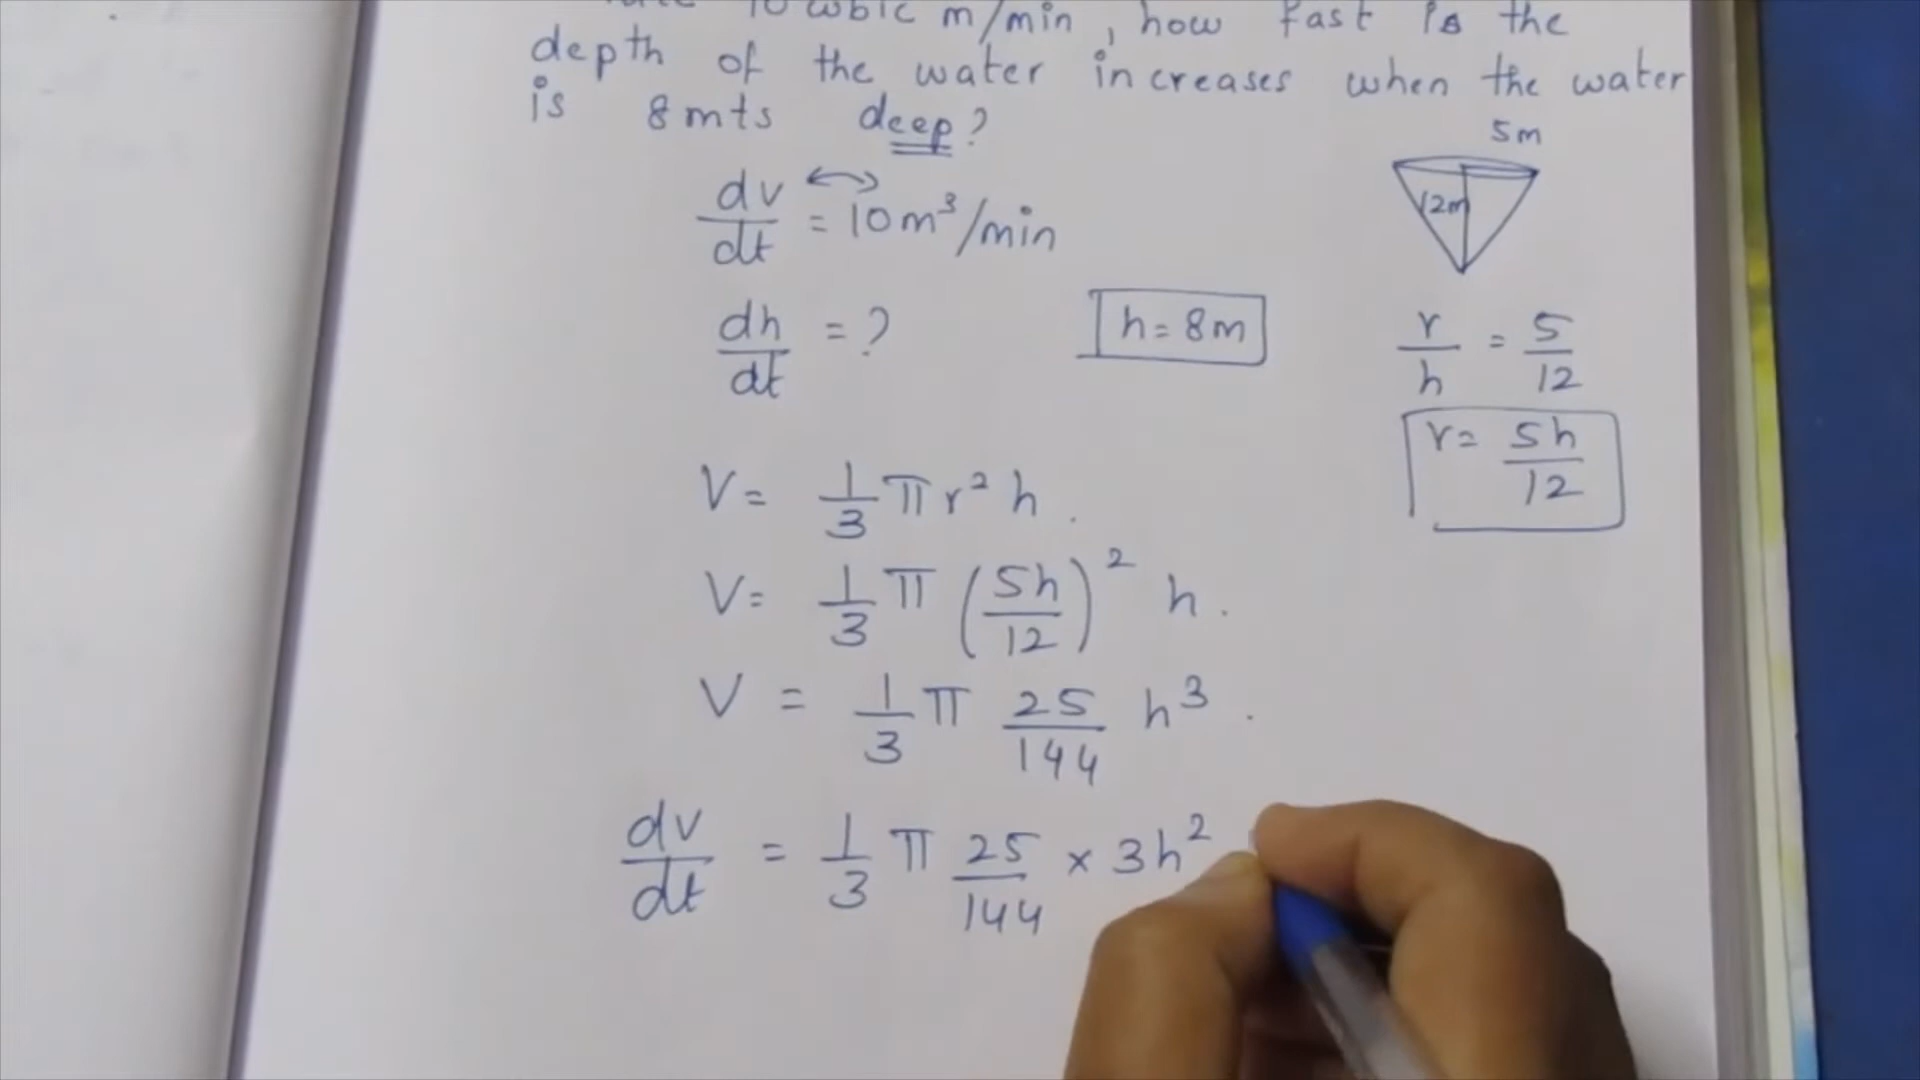 10 cubic m/min, how fast is the
depth of the water increases when the water
is 8mts deep?
5m
12m
dv/dt = 10m³/min
dh/dt = ?
h = 8m
r/h = 5/12
r = 5h/12
V = 1/3 π r² h.
V = 1/3 π (5h/12)² h.
V = 1/3 π 25/144 h³.
dv/dt = 1/3 π 25/144 × 3h²